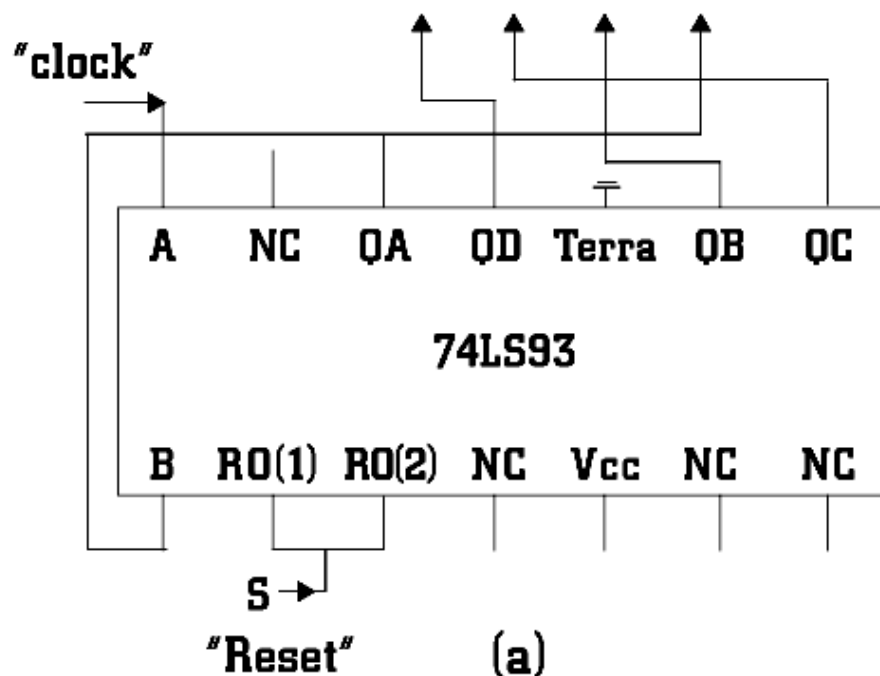 "clock"
A NC QA QD Terra QB QC
74LS93
B RO(1) RO(2) NC Vcc NC NC
S
"Reset" (a)